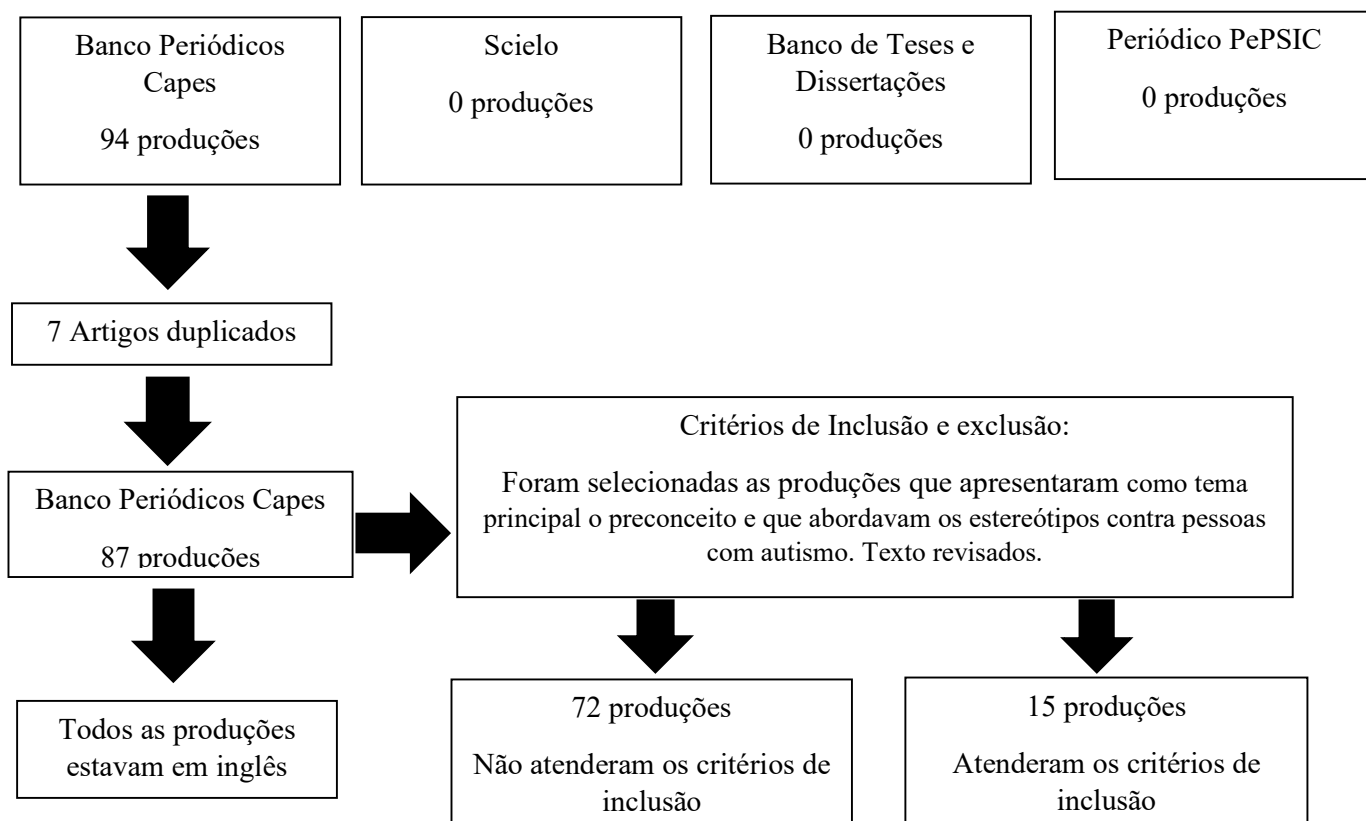 Banco Periódicos
Capes
94 produções
Scielo
0 produções
Banco de Teses e
Dissertações
0 produções
Periódico PePSIC
0 produções
7 Artigos duplicados
Banco Periódicos Capes
87 produções
Critérios de Inclusão e exclusão:
Foram selecionadas as produções que apresentaram como tema
principal o preconceito e que abordavam os estereótipos contra pessoas
com autismo. Texto revisados.
Todos as produções
estavam em inglês
72 produções
Não atenderam os critérios de
inclusão
15 produções
Atenderam os critérios de
inclusão